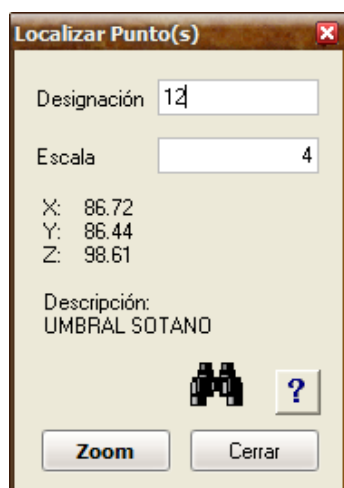 Localizar Punto(s)
Designación 12
Escala 4
X: 86.72
Y: 86.44
Z: 98.61
Descripción:
UMBRAL SOTANO
?
Zoom Cerrar